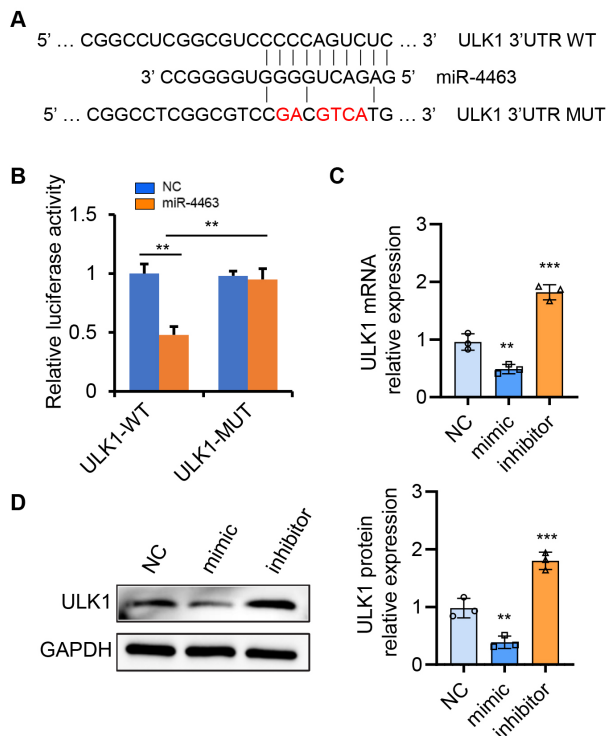 A
5’ ... CGGCCUCGGCGUCCCCCAGUCUC ... 3’ ULK1 3’UTR WT
3’ CCGGGGUGGGGUCAGAG 5’ miR-4463
5’ ... CGGCCTCGGCGTCCGACGTCATG ... 3’ ULK1 3’UTR MUT
B
NC
miR-4463
Relative luciferase activity
1.5
1
0.5
0
**
**
ULK1-WT
ULK1-MUT
C
ULK1 mRNA
relative expression
3
2
1
0
**
***
NC
mimic
inhibitor
D
NC
mimic
inhibitor
ULK1
GAPDH
ULK1 protein
relative expression
3
2
1
0
**
***
NC
mimic
inhibitor